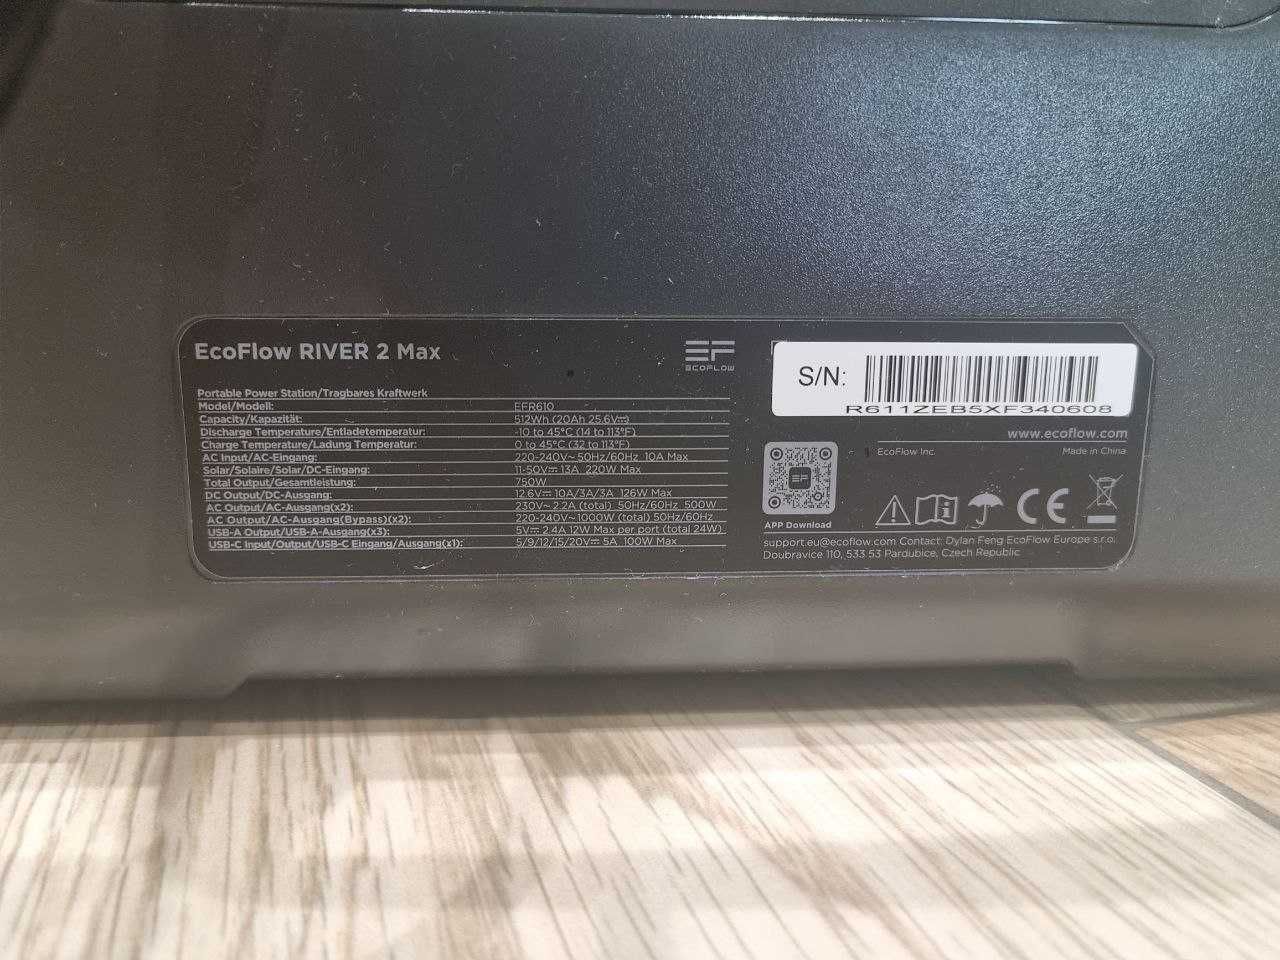 EcoFlow RIVER 2 Max
EF
ECOFLOW
Portable Power Station/Tragbares Kraftwerk
Model/Modell: EFR610
Capacity/Kapazität: 512Wh (20Ah 25.6V⎓)
Discharge Temperature/Entladetemperatur: -10 to 45°C (14 to 113°F)
Charge Temperature/Ladung Temperatur: 0 to 45°C (32 to 113°F)
AC Input/AC-Eingang: 220-240V~ 50Hz/60Hz 10A Max
Solar/Solaire/Solar/DC-Eingang: 11-50V⎓ 13A 220W Max
Total Output/Gesamtleistung: 750W
DC Output/DC-Ausgang: 12.6V⎓ 10A/3A/3A 126W Max
AC Output/AC-Ausgang(x2): 230V~ 2.2A (total) 50Hz/60Hz 500W
AC Output/AC-Ausgang(Bypass)(x2): 220-240V~1000W (total) 50Hz/60Hz
USB-A Output/USB-A-Ausgang(x3): 5V⎓ 2.4A 12W Max per port (total 24W)
USB-C Input/Output/USB-C Eingang/Ausgang(x1): 5/9/12/15/20V⎓ 5A 100W Max
S/N:
R611ZEB5XF340608
www.ecoflow.com
EcoFlow Inc. Made in China
EF
CE
APP Download
support.eu@ecoflow.com Contact: Dylan Feng EcoFlow Europe s.r.o.
Doubravice 110, 533 53 Pardubice, Czech Republic